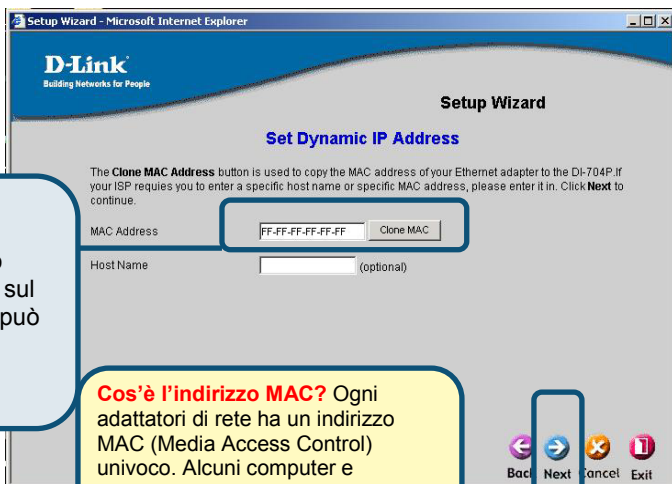 Setup Wizard - Microsoft Internet Explorer
D-Link
Building Networks for People
Setup Wizard
Set Dynamic IP Address
The Clone MAC Address button is used to copy the MAC address of your Ethernet adapter to the DI-704P.If
your ISP requies you to enter a specific host name or specific MAC address, please enter it in. Click Next to
continue.
MAC Address
FF-FF-FF-FF-FF-FF
Clone MAC
Host Name
(optional)
sul
può
Cos'è l'indirizzo MAC? Ogni
adattatori di rete ha un indirizzo
MAC (Media Access Control)
univoco. Alcuni computer e
Back Next Cancel Exit